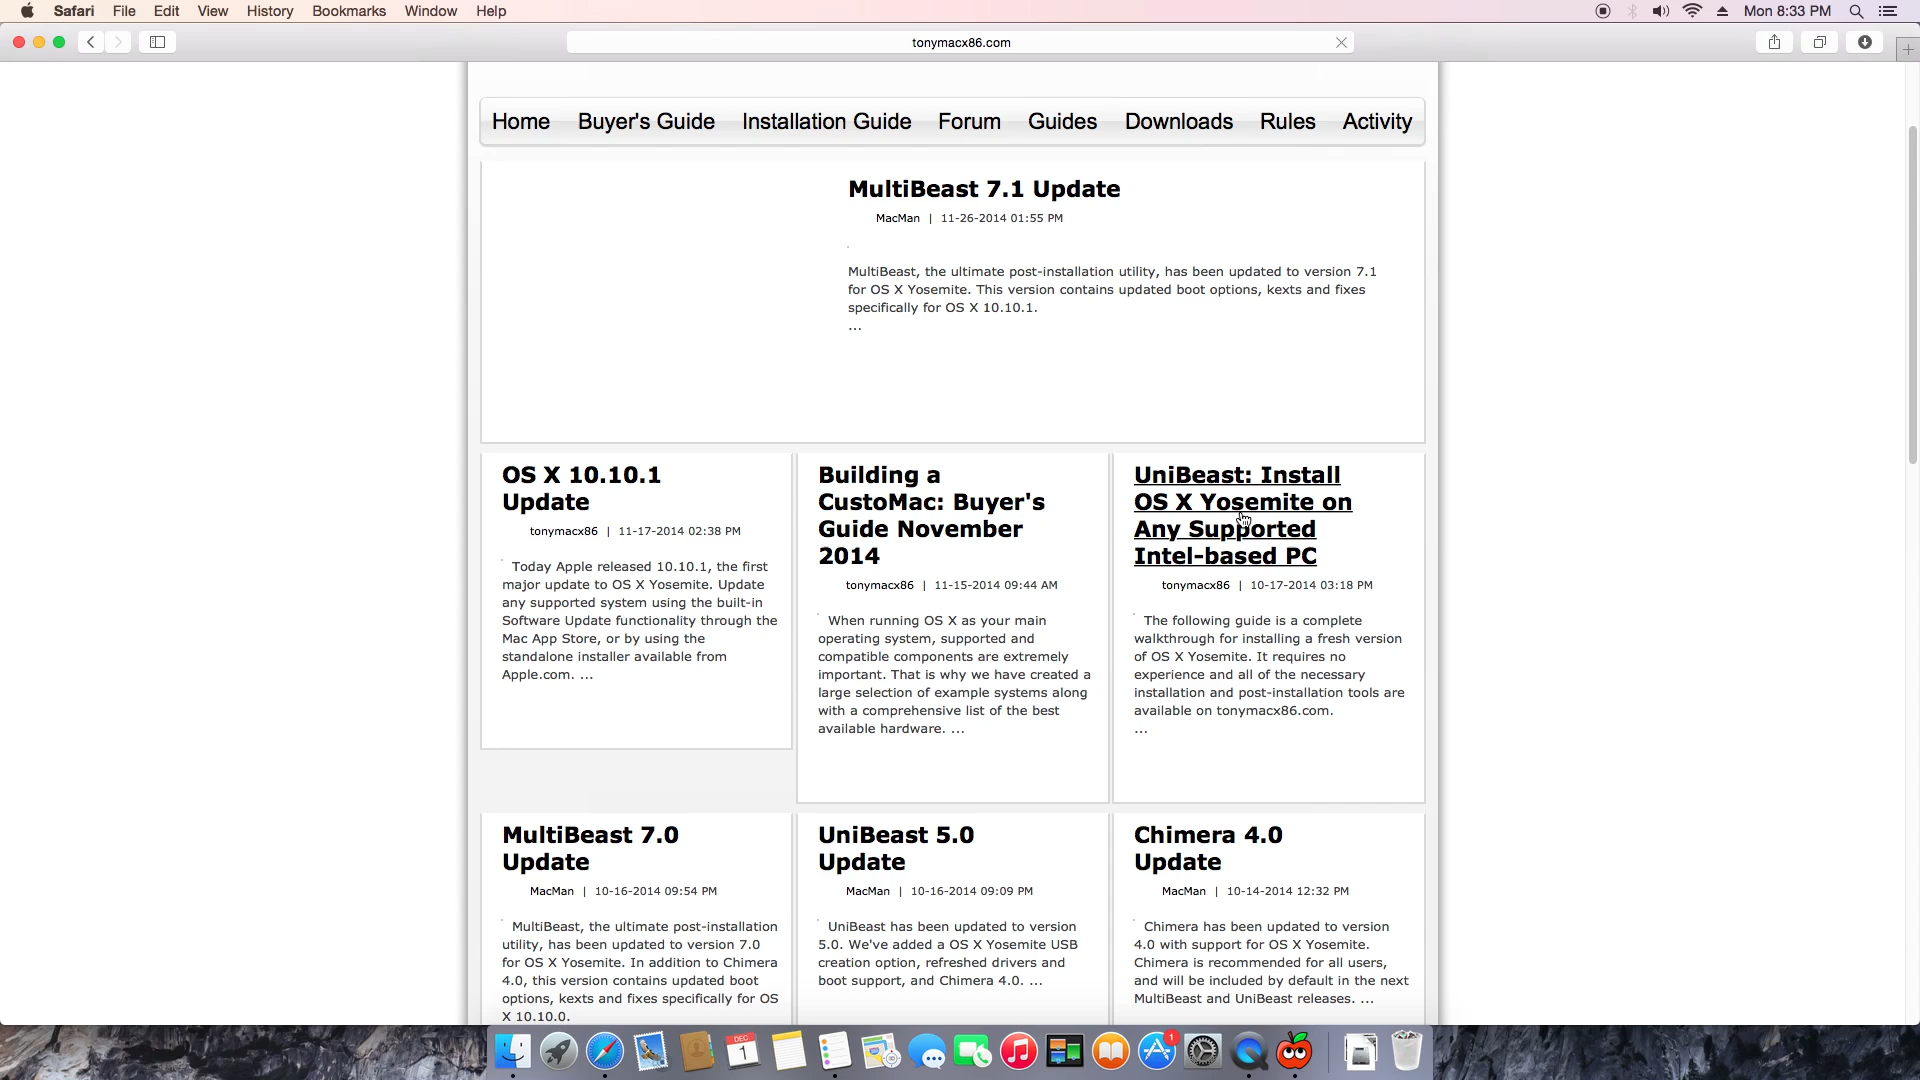 Safari File Edit View History Bookmarks Window Help Mon 8:33 PM
tonymacx86.com
Home Buyer's Guide Installation Guide Forum Guides Downloads Rules Activity
MultiBeast 7.1 Update
MacMan | 11-26-2014 01:55 PM
MultiBeast, the ultimate post-installation utility, has been updated to version 7.1
for OS X Yosemite. This version contains updated boot options, kexts and fixes
specifically for OS X 10.10.1.
...
OS X 10.10.1
Update
tonymacx86 | 11-17-2014 02:38 PM
Today Apple released 10.10.1, the first
major update to OS X Yosemite. Update
any supported system using the built-in
Software Update functionality through the
Mac App Store, or by using the
standalone installer available from
Apple.com. ...
Building a
CustoMac: Buyer's
Guide November
2014
tonymacx86 | 11-15-2014 09:44 AM
When running OS X as your main
operating system, supported and
compatible components are extremely
important. That is why we have created a
large selection of example systems along
with a comprehensive list of the best
available hardware. ...
UniBeast: Install
OS X Yosemite on
Any Supported
Intel-based PC
tonymacx86 | 10-17-2014 03:18 PM
The following guide is a complete
walkthrough for installing a fresh version
of OS X Yosemite. It requires no
experience and all of the necessary
installation and post-installation tools are
available on tonymacx86.com.
...
MultiBeast 7.0
Update
MacMan | 10-16-2014 09:54 PM
MultiBeast, the ultimate post-installation
utility, has been updated to version 7.0
for OS X Yosemite. In addition to Chimera
4.0, this version contains updated boot
options, kexts and fixes specifically for OS
X 10.10.0.
UniBeast 5.0
Update
MacMan | 10-16-2014 09:09 PM
UniBeast has been updated to version
5.0. We've added a OS X Yosemite USB
creation option, refreshed drivers and
boot support, and Chimera 4.0. ...
Chimera 4.0
Update
MacMan | 10-14-2014 12:32 PM
Chimera has been updated to version
4.0 with support for OS X Yosemite.
Chimera is recommended for all users,
and will be included by default in the next
MultiBeast and UniBeast releases. ...
DEC
1
1